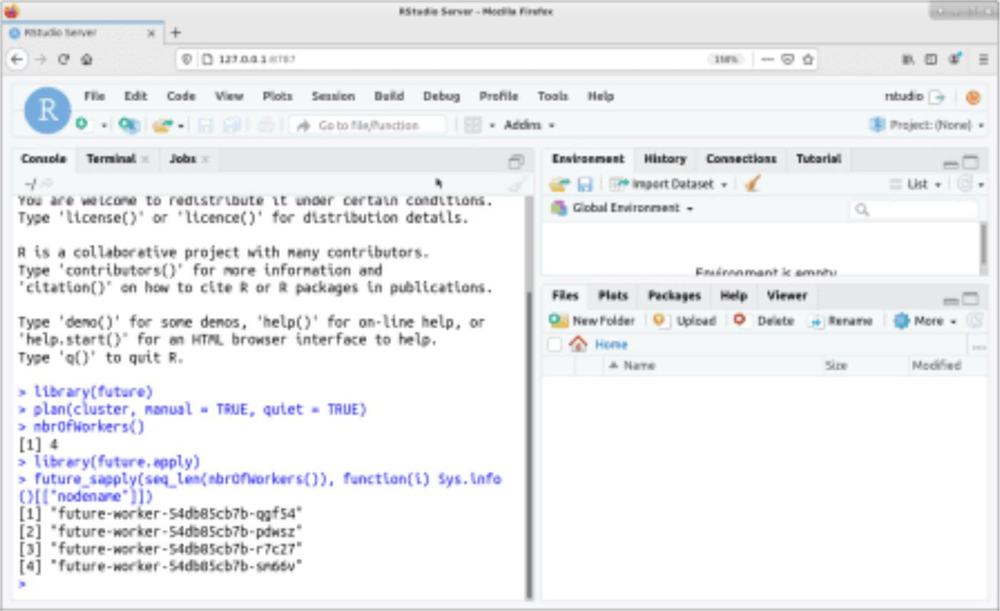 RStudio Server - Mozilla Firefox
RStudio Server
127.0.0.1:8787
150%
R
File Edit Code View Plots Session Build Debug Profile Tools Help
rstudio
Go to file/function
Addins
Project: (None)
Console Terminal Jobs
~/
You are welcome to redistribute it under certain conditions.
Type 'license()' or 'licence()' for distribution details.
R is a collaborative project with many contributors.
Type 'contributors()' for more information and
'citation()' on how to cite R or R packages in publications.
Type 'demo()' for some demos, 'help()' for on-line help, or
'help.start()' for an HTML browser interface to help.
Type 'q()' to quit R.
> library(future)
> plan(cluster, manual = TRUE, quiet = TRUE)
> nbrOfWorkers()
[1] 4
> library(future.apply)
> future_sapply(seq_len(nbrOfWorkers()), function(i) Sys.info
()[["nodename"]])
[1] "future-worker-54db85cb7b-qgf54"
[2] "future-worker-54db85cb7b-pdwsz"
[3] "future-worker-54db85cb7b-r7c27"
[4] "future-worker-54db85cb7b-sm66v"
>
Environment History Connections Tutorial
Import Dataset
List
Global Environment
Environment is empty
Files Plots Packages Help Viewer
New Folder Upload Delete Rename More
Home
...
Name Size Modified